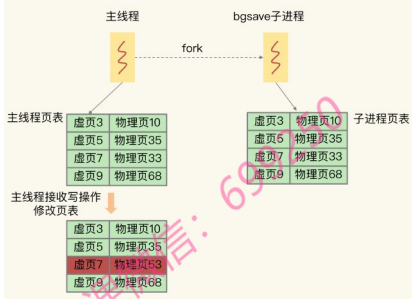 主线程
bgsave子进程
fork
主线程页表
虚页3 物理页10
虚页5 物理页35
虚页7 物理页33
虚页9 物理页68
虚页3 物理页10
虚页5 物理页35
虚页7 物理页33
虚页9 物理页68
子进程页表
主线程接收写操作
修改页表
虚页3 物理页10
虚页5 物理页35
虚页7 物理页53
虚页9 物理页68
微信：699250